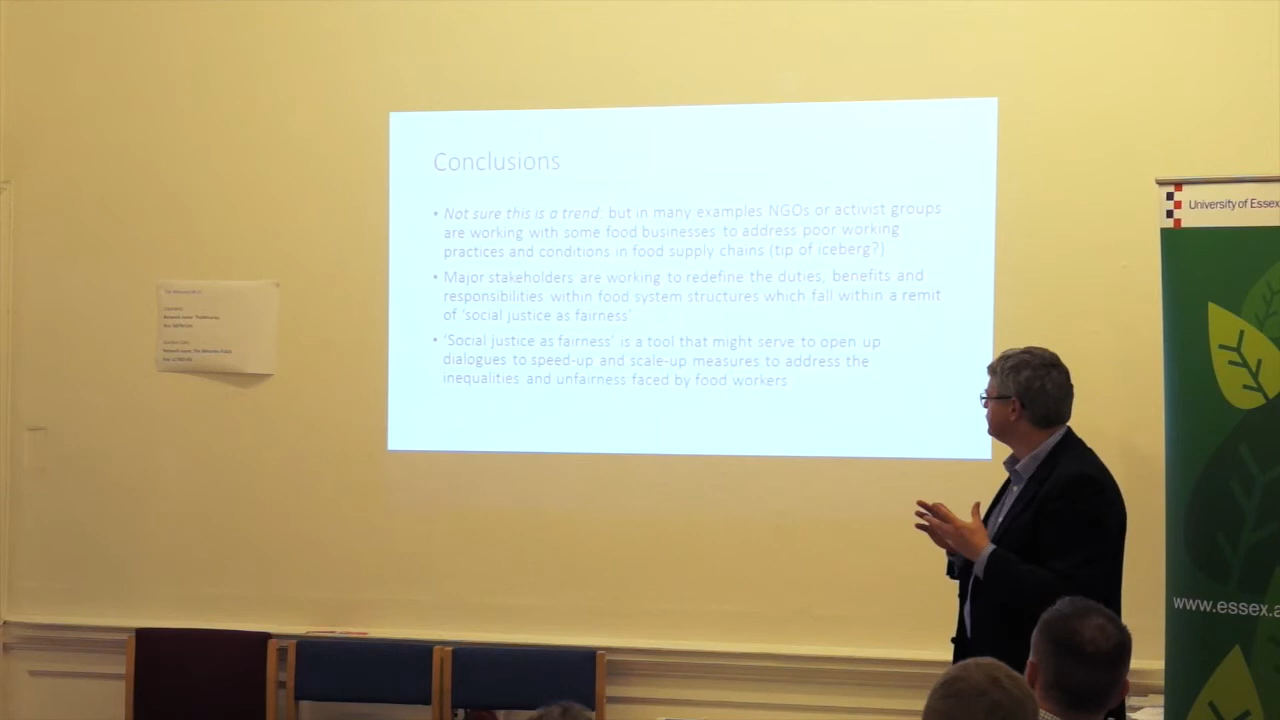 Conclusions
• Not sure this is a trend: but in many examples NGOs or activist groups
are working with some food businesses to address poor working
practices and conditions in food supply chains (tip of iceberg?)
• Major stakeholders are working to redefine the duties, benefits and
responsibilities within food system structures which fall within a remit
of ‘social justice as fairness’
• ‘Social justice as fairness’ is a tool that might serve to open up
dialogues to speed-up and scale-up measures to address the
inequalities and unfairness faced by food workers
University of Essex
www.essex.a